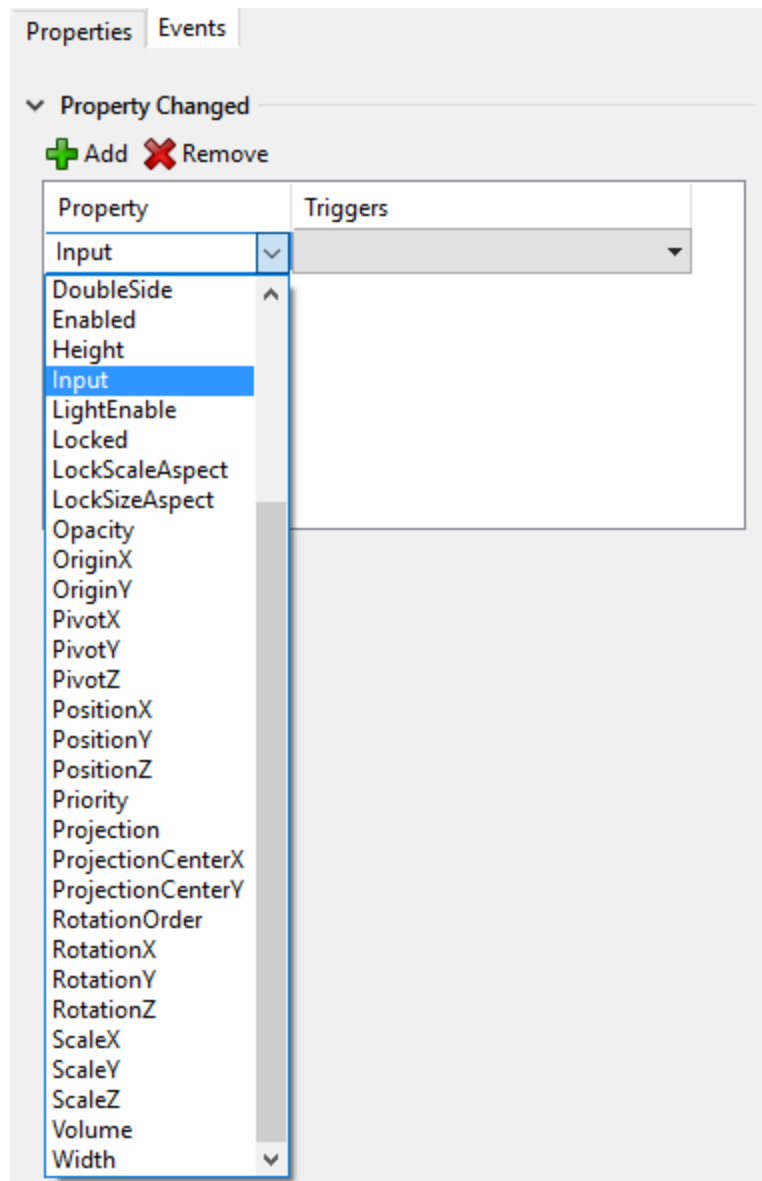 Properties Events
Property Changed
Add Remove
Property Triggers
Input
DoubleSide
Enabled
Height
Input
LightEnable
Locked
LockScaleAspect
LockSizeAspect
Opacity
OriginX
OriginY
PivotX
PivotY
PivotZ
PositionX
PositionY
PositionZ
Priority
Projection
ProjectionCenterX
ProjectionCenterY
RotationOrder
RotationX
RotationY
RotationZ
ScaleX
ScaleY
ScaleZ
Volume
Width